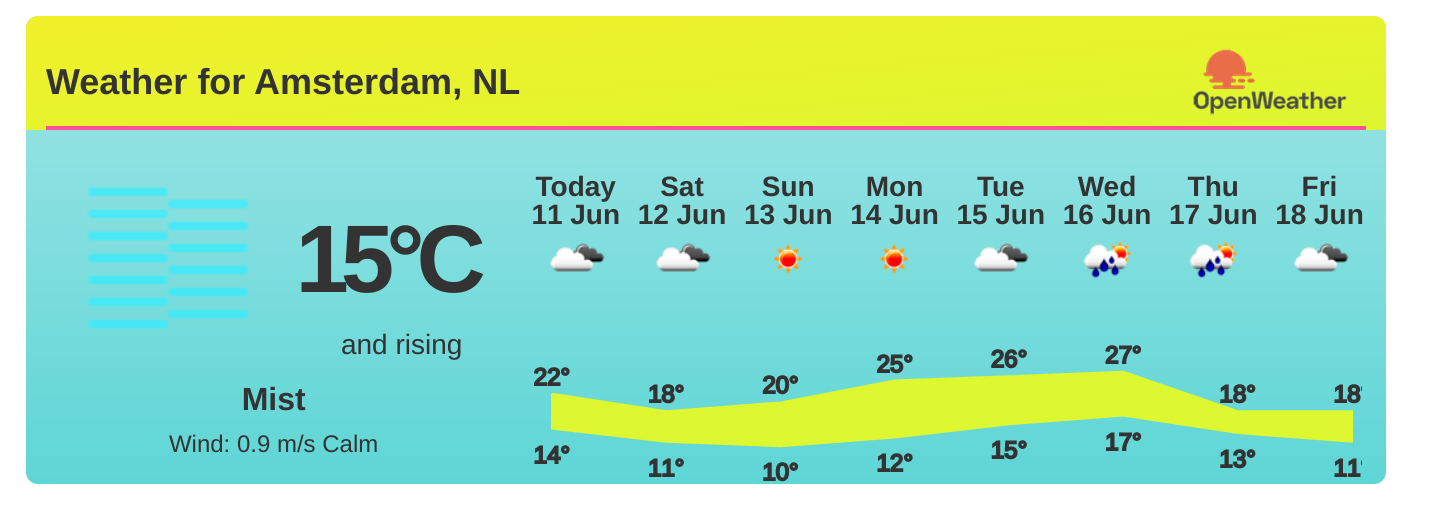 Weather for Amsterdam, NL
OpenWeather
Today Sat Sun Mon Tue Wed Thu Fri
11 Jun 12 Jun 13 Jun 14 Jun 15 Jun 16 Jun 17 Jun 18 Jun
15°C
and rising
Mist
Wind: 0.9 m/s Calm
22° 18° 20° 25° 26° 27° 18° 18°
14° 11° 10° 12° 15° 17° 13° 11°